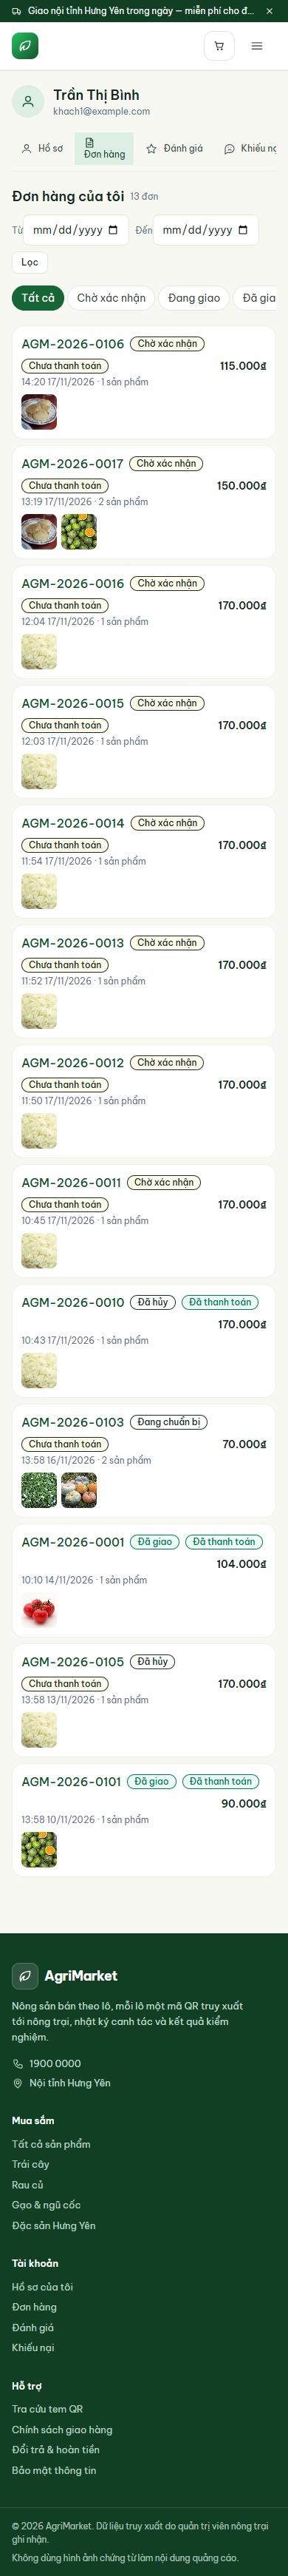 Giao nội tỉnh Hưng Yên trong ngày — miễn phí cho đ...
Trần Thị Bình
khach1@example.com
Hồ sơ
Đơn hàng
Đánh giá
Khiếu nạ
Đơn hàng của tôi 13 đơn
Từ mm/dd/yyyy Đến mm/dd/yyyy
Lọc
Tất cả Chờ xác nhận Đang giao Đã gia
AGM-2026-0106 Chờ xác nhận
Chưa thanh toán 115.000₫
14:20 17/11/2026 · 1 sản phẩm
AGM-2026-0017 Chờ xác nhận
Chưa thanh toán 150.000₫
13:19 17/11/2026 · 2 sản phẩm
AGM-2026-0016 Chờ xác nhận
Chưa thanh toán 170.000₫
12:04 17/11/2026 · 1 sản phẩm
AGM-2026-0015 Chờ xác nhận
Chưa thanh toán 170.000₫
12:03 17/11/2026 · 1 sản phẩm
AGM-2026-0014 Chờ xác nhận
Chưa thanh toán 170.000₫
11:54 17/11/2026 · 1 sản phẩm
AGM-2026-0013 Chờ xác nhận
Chưa thanh toán 170.000₫
11:52 17/11/2026 · 1 sản phẩm
AGM-2026-0012 Chờ xác nhận
Chưa thanh toán 170.000₫
11:50 17/11/2026 · 1 sản phẩm
AGM-2026-0011 Chờ xác nhận
Chưa thanh toán 170.000₫
10:45 17/11/2026 · 1 sản phẩm
AGM-2026-0010 Đã hủy Đã thanh toán
170.000₫
10:43 17/11/2026 · 1 sản phẩm
AGM-2026-0103 Đang chuẩn bị
Chưa thanh toán 70.000₫
13:58 16/11/2026 · 2 sản phẩm
AGM-2026-0001 Đã giao Đã thanh toán
104.000₫
10:10 14/11/2026 · 1 sản phẩm
AGM-2026-0105 Đã hủy
Chưa thanh toán 170.000₫
13:58 13/11/2026 · 1 sản phẩm
AGM-2026-0101 Đã giao Đã thanh toán
90.000₫
13:58 10/11/2026 · 1 sản phẩm
AgriMarket
Nông sản bán theo lô, mỗi lô một mã QR truy xuất
tới nông trại, nhật ký canh tác và kết quả kiểm
nghiệm.
1900 0000
Nội tỉnh Hưng Yên
Mua sắm
Tất cả sản phẩm
Trái cây
Rau củ
Gạo & ngũ cốc
Đặc sản Hưng Yên
Tài khoản
Hồ sơ của tôi
Đơn hàng
Đánh giá
Khiếu nại
Hỗ trợ
Tra cứu tem QR
Chính sách giao hàng
Đổi trả & hoàn tiền
Bảo mật thông tin
© 2026 AgriMarket. Dữ liệu truy xuất do quản trị viên nông trại
ghi nhận.
Không dùng hình ảnh chứng từ làm nội dung quảng cáo.